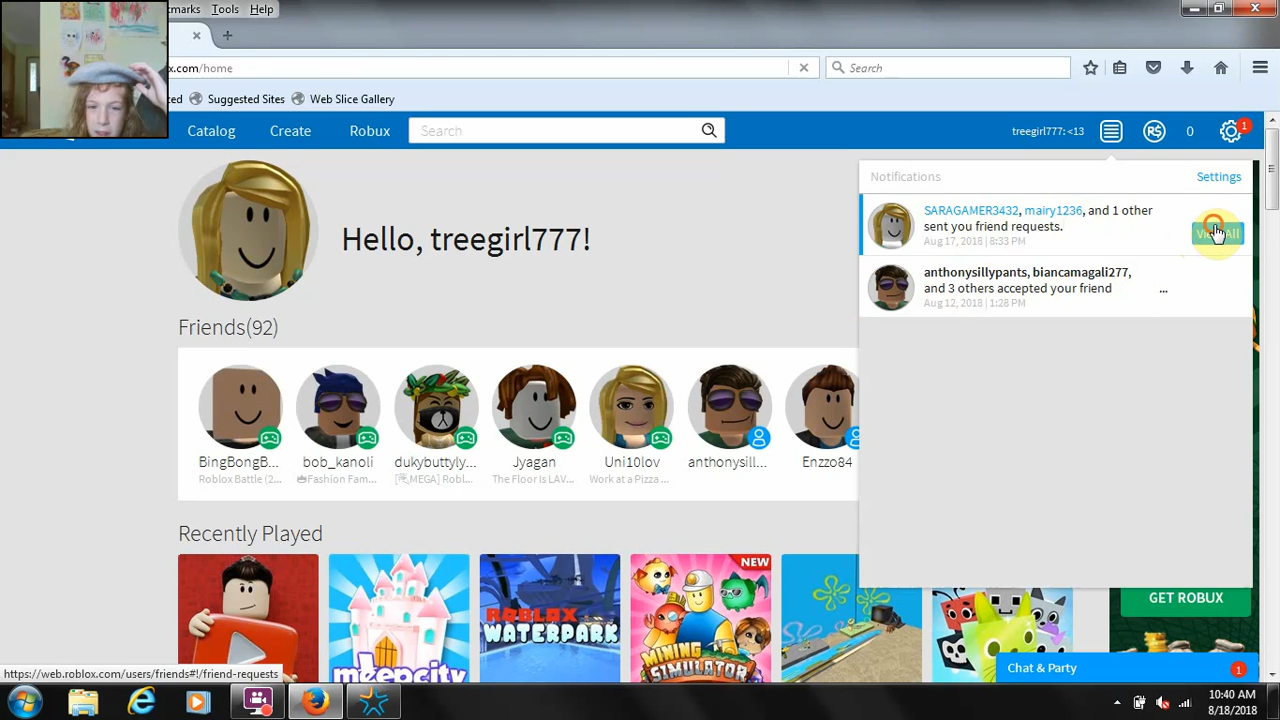 kmarks Tools Help
x.com/home
Search
ted Suggested Sites Web Slice Gallery
Catalog Create Robux Search treegirl777: <13 R$ 0 1
Notifications Settings
SARAGAMER3432, mairy1236, and 1 other
sent you friend requests.
Aug 17, 2018 | 8:33 PM
View All
anthonysillypants, biancamagali277,
and 3 others accepted your friend ...
Aug 12, 2018 | 1:28 PM
Hello, treegirl777!
Friends(92)
BingBongB... bob_kanoli dukybuttyly... Jyagan Uni10lov anthonysill... Enzzo84
Roblox Battle (2... Fashion Fam... MEGA] Robl... The Floor is LAV... Work at a Pizza ...
Recently Played
NEW
meepcity
ROBLOX
WATERPARK
MINING
SIMULATOR
GET ROBUX
Chat & Party 1
https://web.roblox.com/users/friends#!/friend-requests
10:40 AM
8/18/2018